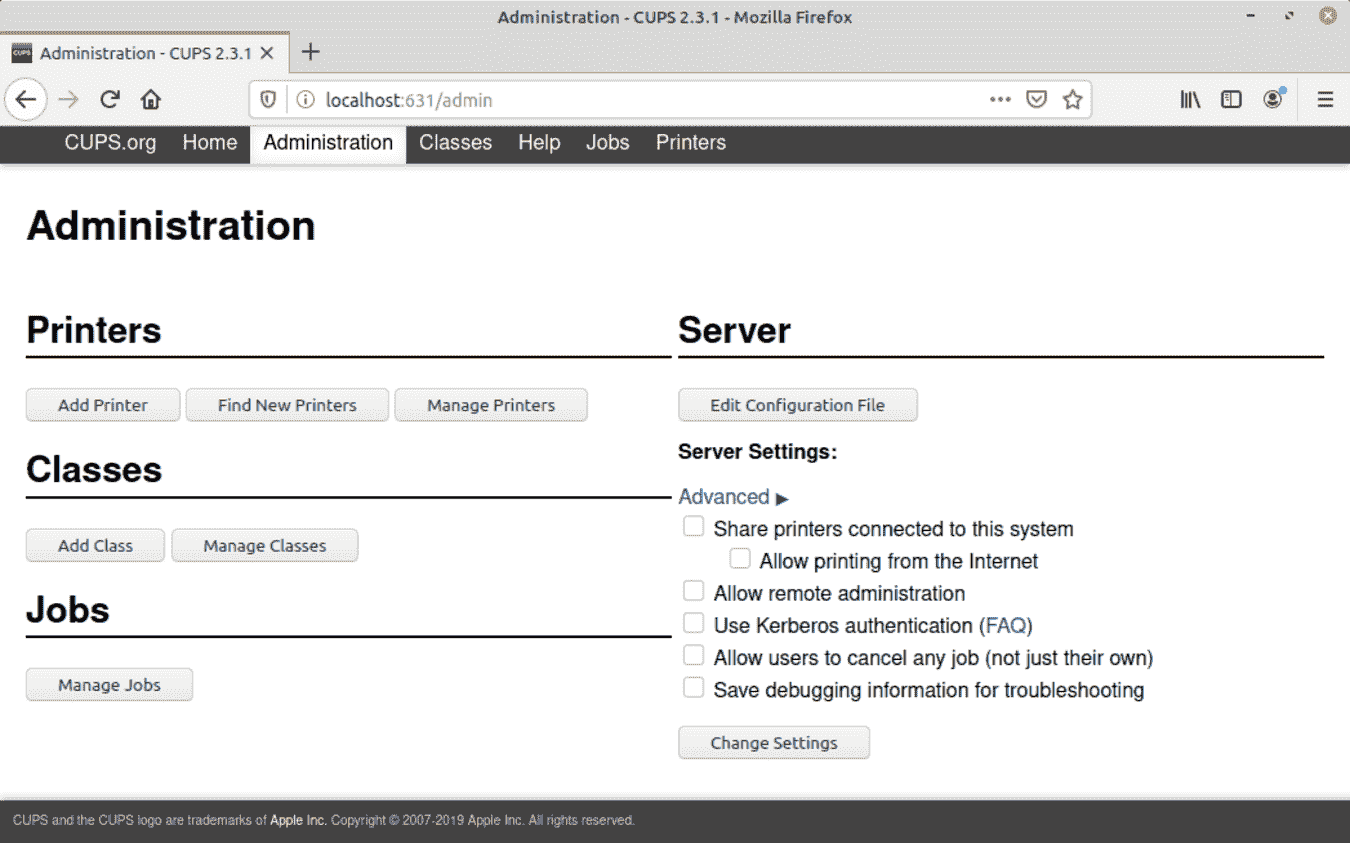 Administration - CUPS 2.3.1 - Mozilla Firefox
CUPS Administration - CUPS 2.3.1
localhost:631/admin
CUPS.org Home Administration Classes Help Jobs Printers
Administration
Printers
Add Printer Find New Printers Manage Printers
Classes
Add Class Manage Classes
Jobs
Manage Jobs
Server
Edit Configuration File
Server Settings:
Advanced ▶
Share printers connected to this system
Allow printing from the Internet
Allow remote administration
Use Kerberos authentication (FAQ)
Allow users to cancel any job (not just their own)
Save debugging information for troubleshooting
Change Settings
CUPS and the CUPS logo are trademarks of Apple Inc. Copyright © 2007-2019 Apple Inc. All rights reserved.